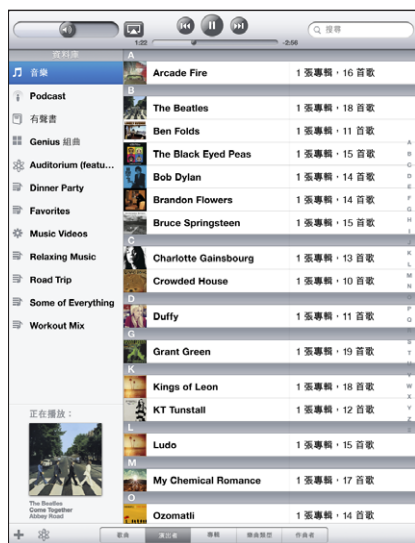 1:22
-2:56
搜尋
資料庫
音樂
Podcast
有聲書
Genius 組曲
Auditorium (featu…
Dinner Party
Favorites
Music Videos
Relaxing Music
Road Trip
Some of Everything
Workout Mix
正在播放：
The Beatles
Come Together
Abbey Road
A
Arcade Fire 1 張專輯，16 首歌
B
The Beatles 1 張專輯，18 首歌
Ben Folds 1 張專輯，11 首歌
The Black Eyed Peas 1 張專輯，15 首歌
Bob Dylan 1 張專輯，14 首歌
Brandon Flowers 1 張專輯，14 首歌
Bruce Springsteen 1 張專輯，15 首歌
C
Charlotte Gainsbourg 1 張專輯，13 首歌
Crowded House 1 張專輯，10 首歌
D
Duffy 1 張專輯，11 首歌
G
Grant Green 1 張專輯，19 首歌
K
Kings of Leon 1 張專輯，18 首歌
KT Tunstall 1 張專輯，12 首歌
L
Ludo 1 張專輯，15 首歌
M
My Chemical Romance 1 張專輯，17 首歌
O
Ozomatli 1 張專輯，14 首歌
A
B
C
D
E
F
G
H
I
J
K
L
M
N
O
P
Q
R
S
T
U
V
W
X
Y
Z
歌曲 演出者 專輯 樂曲類型 作曲者